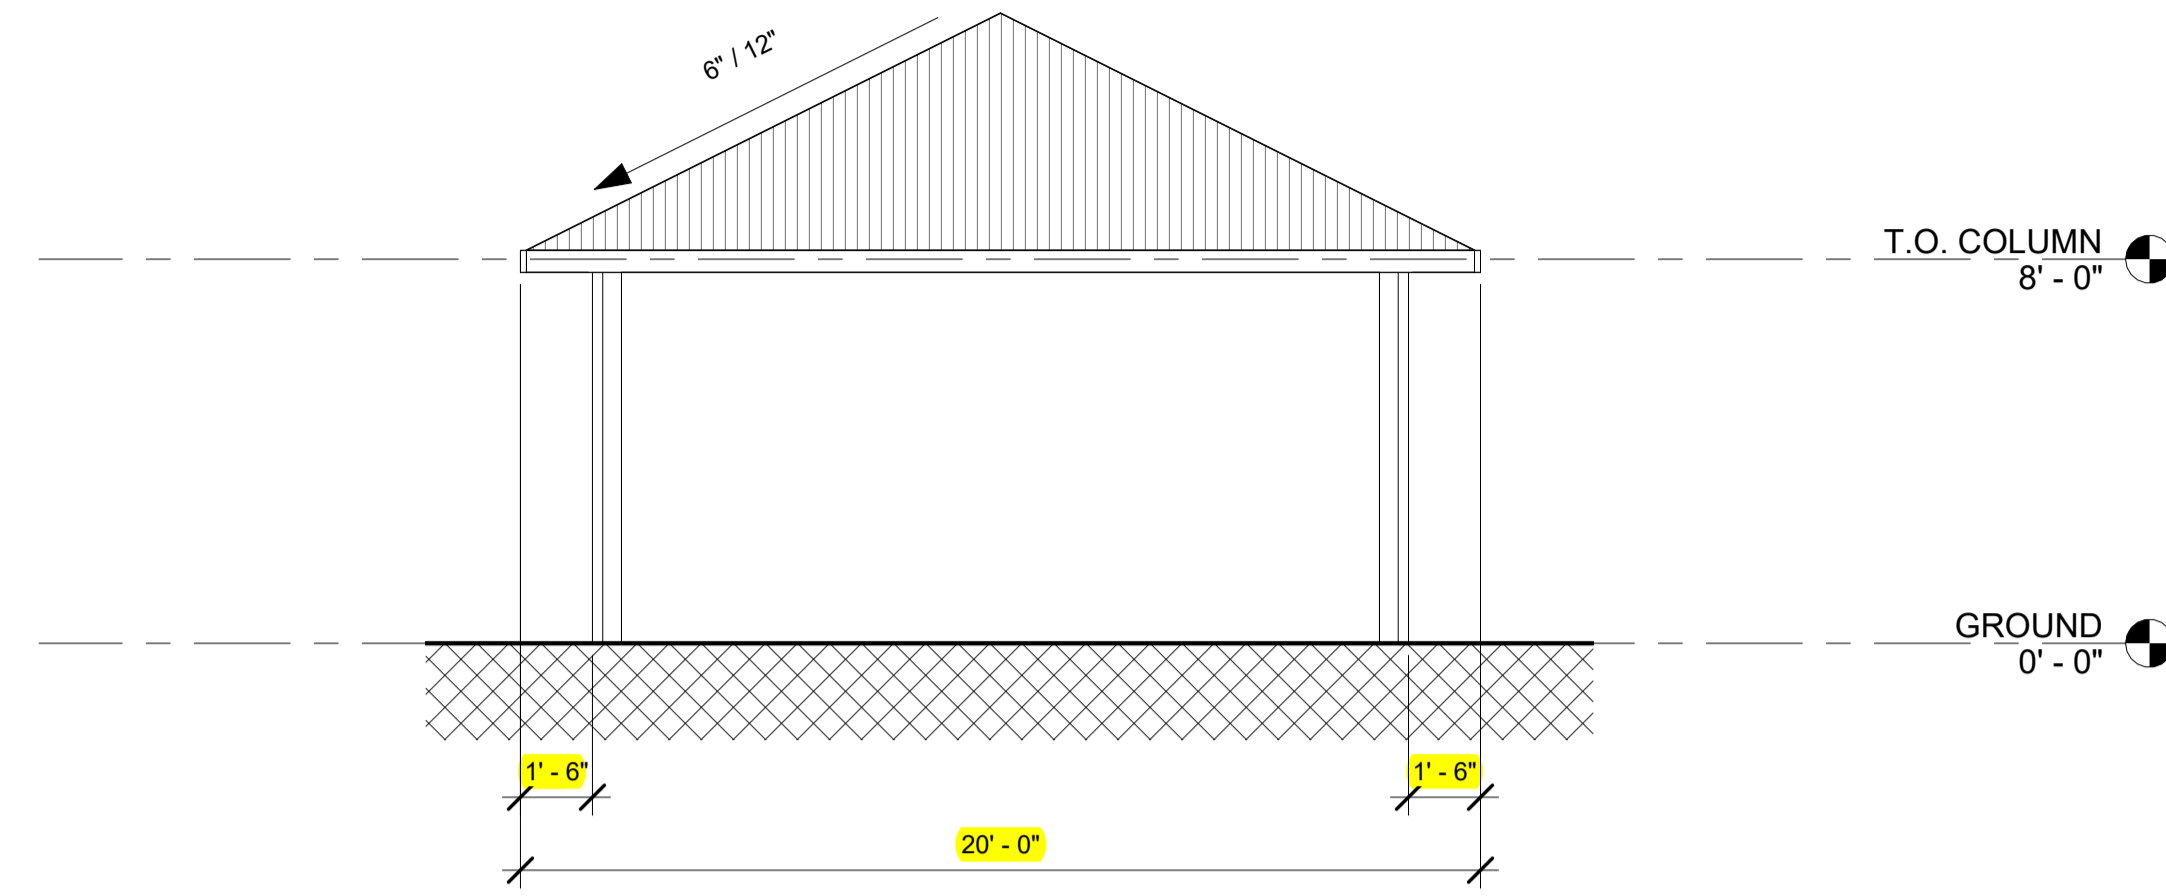 6" / 12"
T.O. COLUMN
8' - 0"
GROUND
0' - 0"
1' - 6"
1' - 6"
20' - 0"